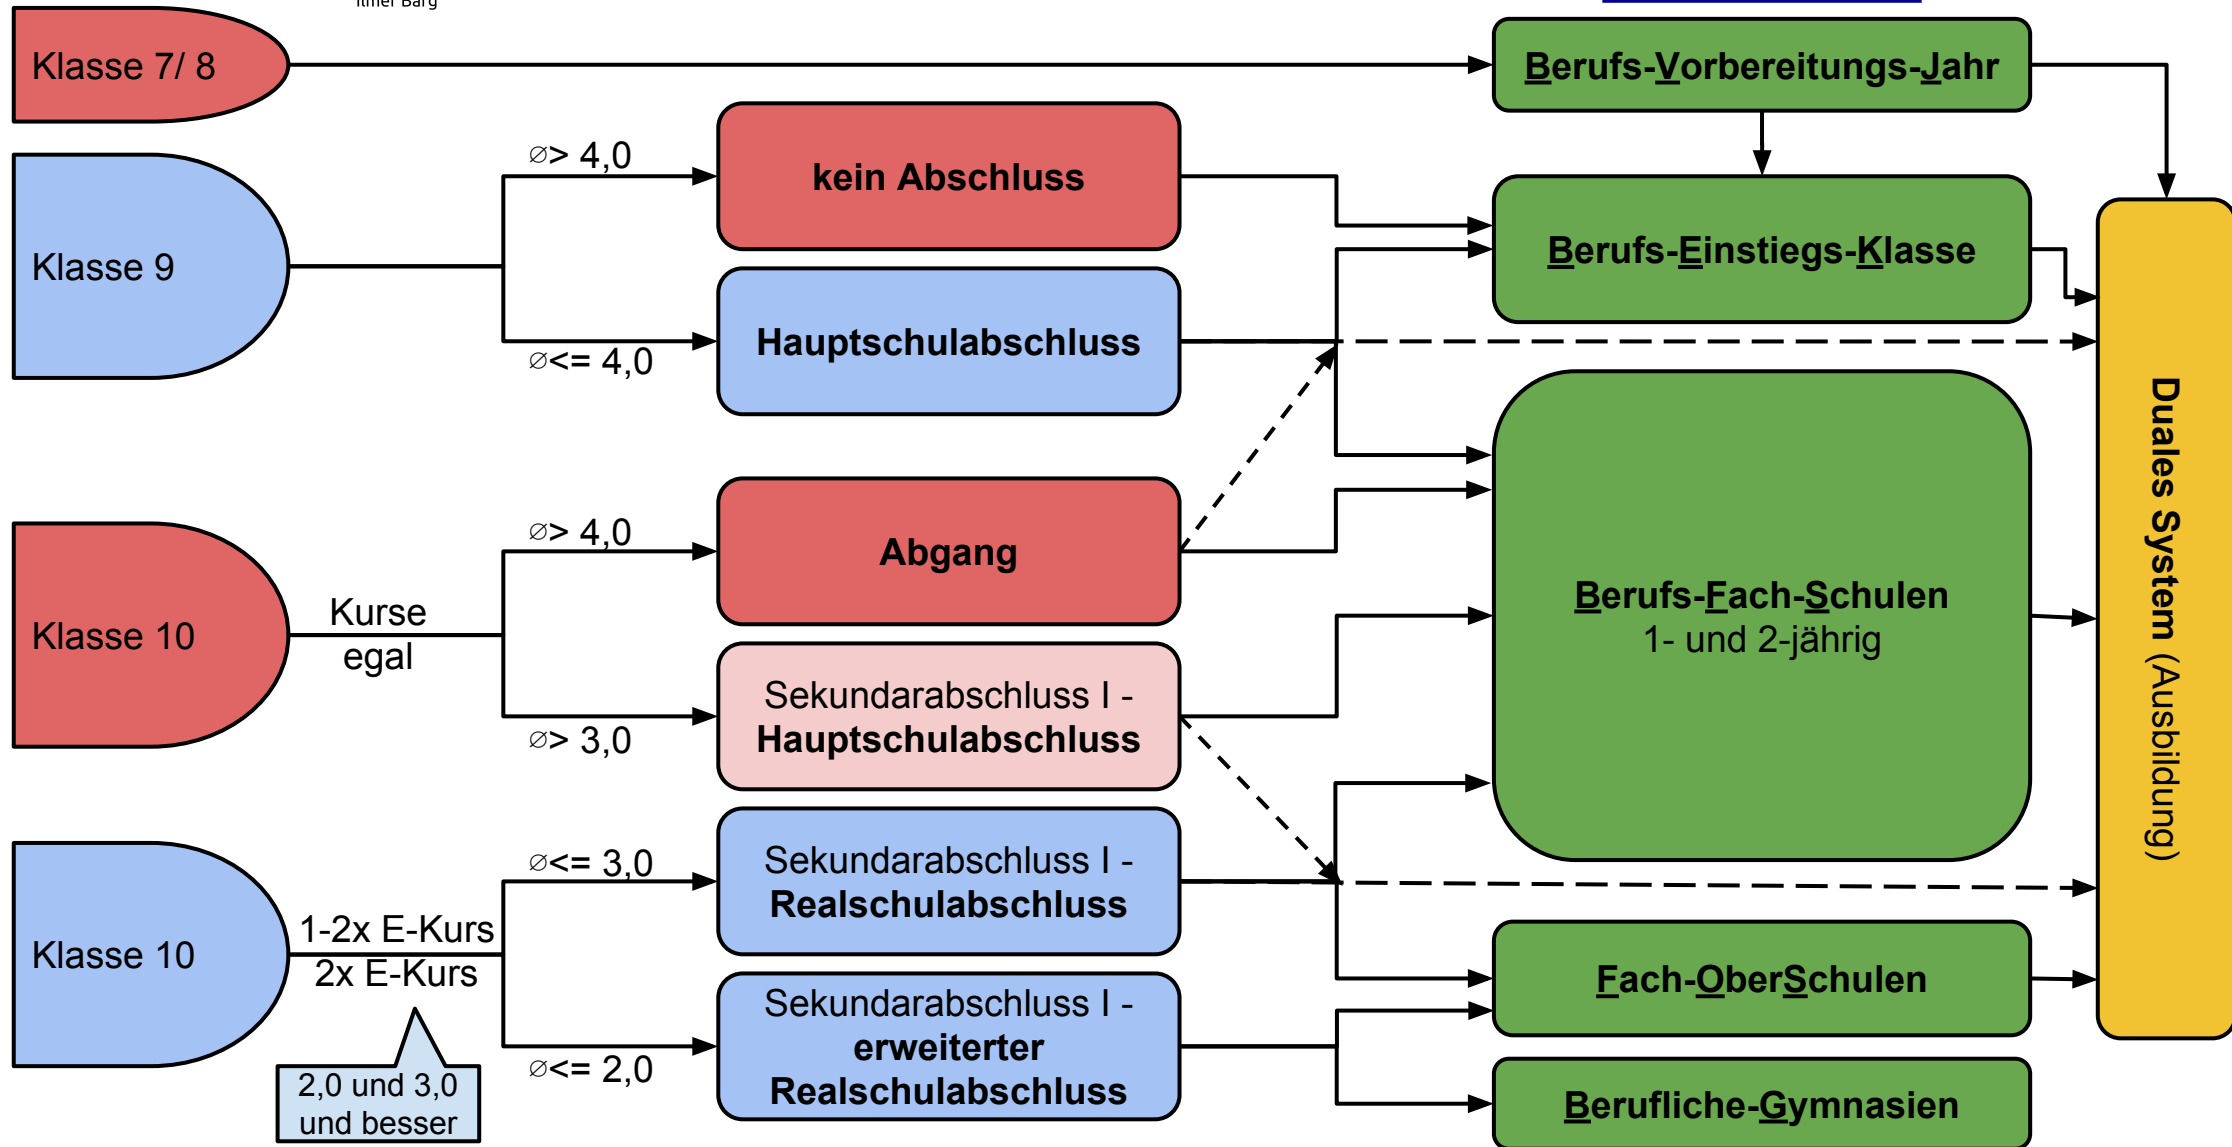 Ilmer Barg
Klasse 7/ 8
Berufs-Vorbereitungs-Jahr
∅> 4,0
kein Abschluss
Klasse 9
Berufs-Einstiegs-Klasse
Hauptschulabschluss
∅<= 4,0
Duales System (Ausbildung)
∅> 4,0
Abgang
Kurse
egal
Klasse 10
Berufs-Fach-Schulen
1- und 2-jährig
Sekundarabschluss I -
Hauptschulabschluss
∅> 3,0
∅<= 3,0
Sekundarabschluss I -
Realschulabschluss
1-2x E-Kurs
2x E-Kurs
Klasse 10
Fach-OberSchulen
Sekundarabschluss I -
erweiterter
Realschulabschluss
∅<= 2,0
2,0 und 3,0
und besser
Berufliche-Gymnasien